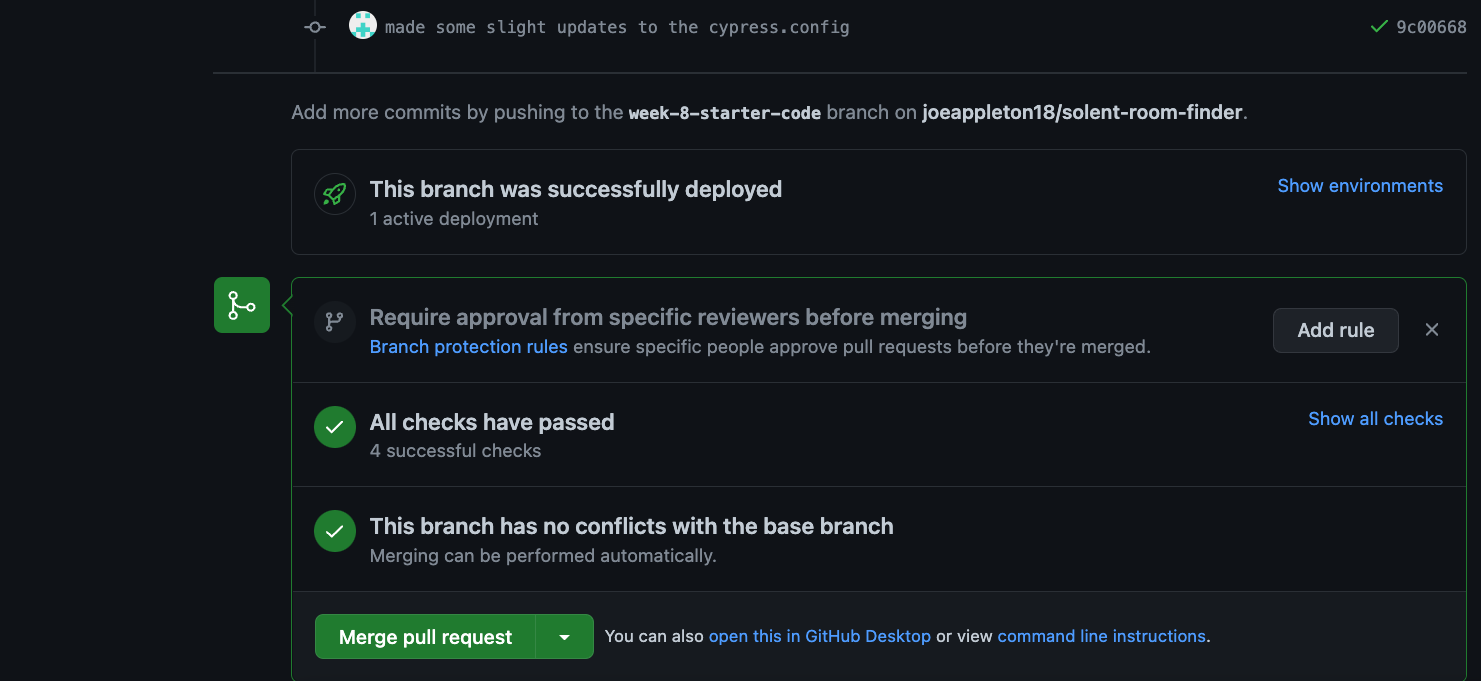 made some slight updates to the cypress.config 9c00668
Add more commits by pushing to the week-8-starter-code branch on joeappleton18/solent-room-finder.
This branch was successfully deployed
Show environments
1 active deployment
Require approval from specific reviewers before merging
Branch protection rules ensure specific people approve pull requests before they're merged.
Add rule
All checks have passed
Show all checks
4 successful checks
This branch has no conflicts with the base branch
Merging can be performed automatically.
Merge pull request
You can also open this in GitHub Desktop or view command line instructions.